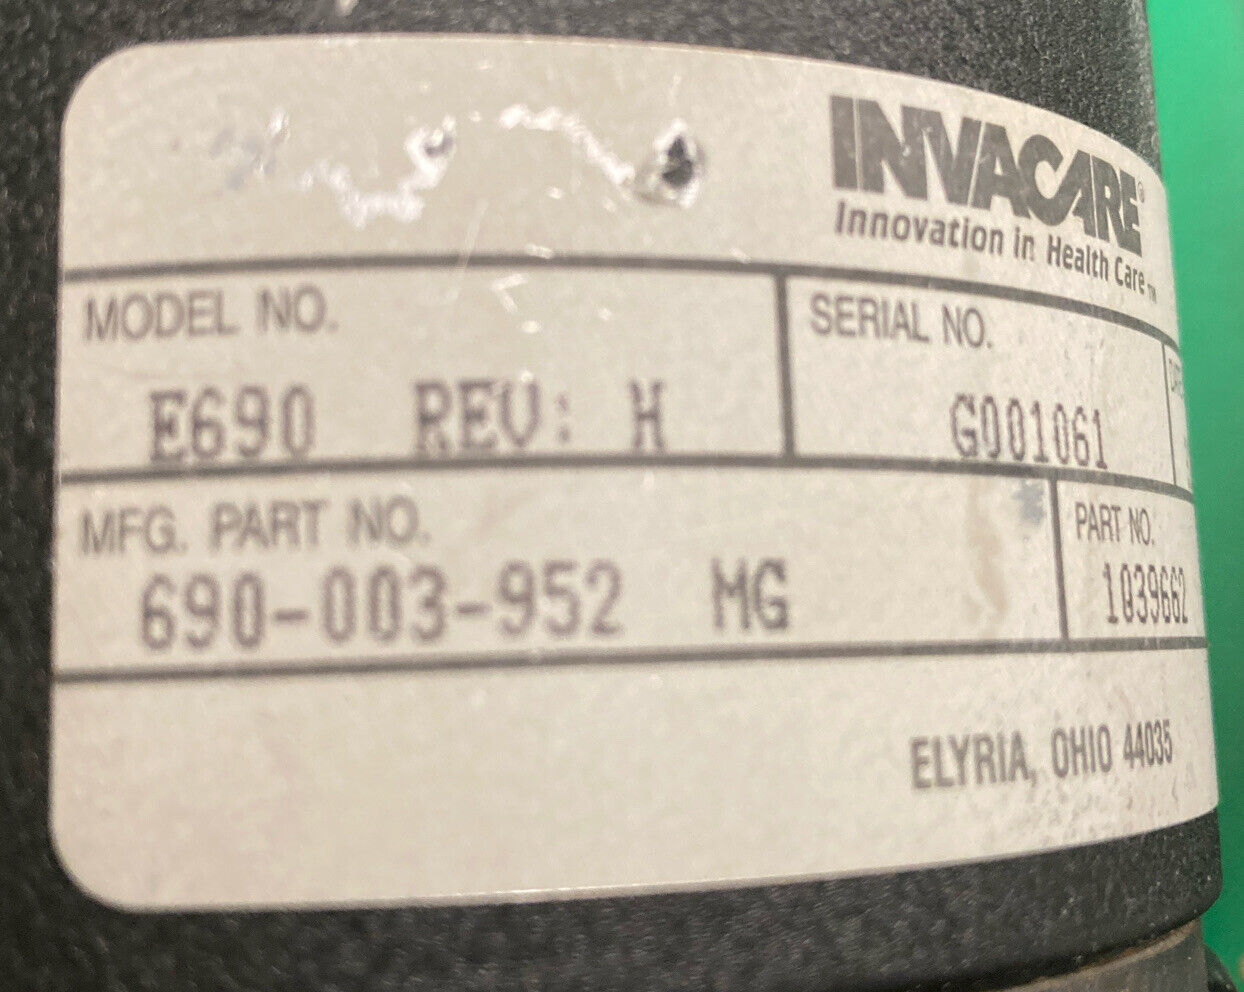 INVACARE®
Innovation in Health Care™
MODEL NO.
SERIAL NO.
E690 REV: H
G001061
MFG. PART NO.
PART NO.
690-003-952 MG
1039662
ELYRIA, OHIO 44035